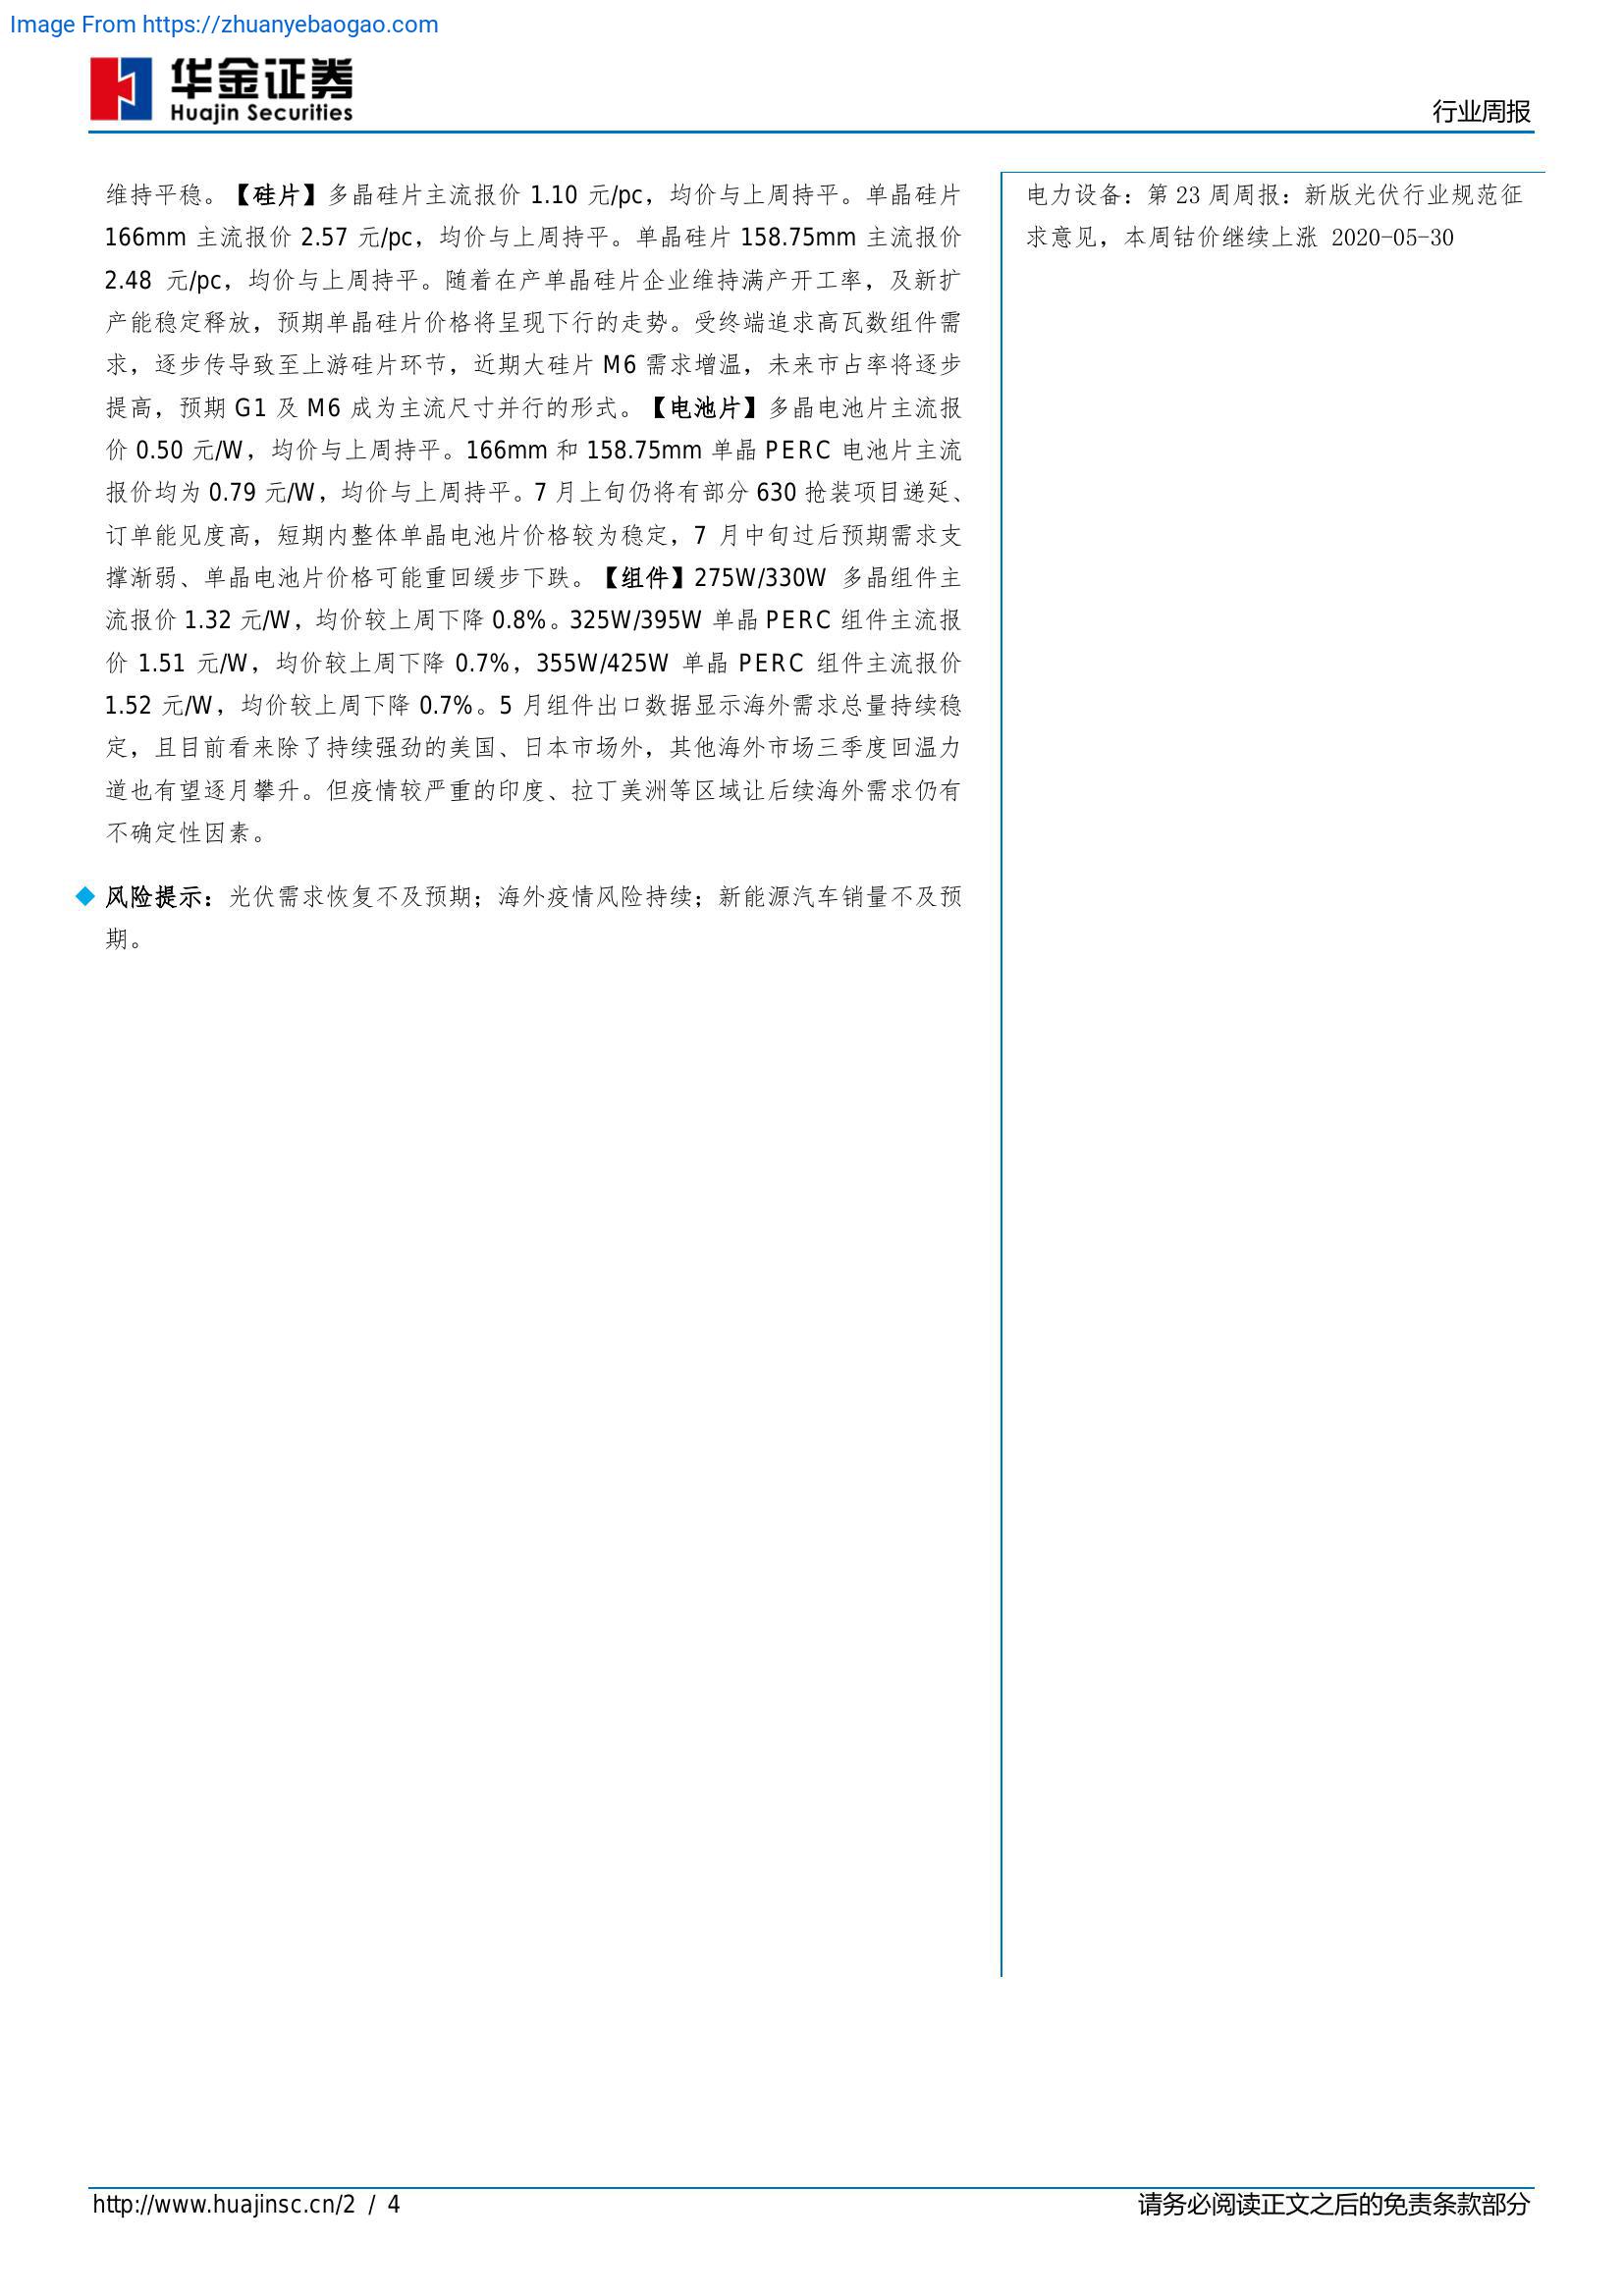 Image From https://zhuanyebaogao.com
华金证券
Huajin Securities
行业周报
维持平稳。【硅片】多晶硅片主流报价 1.10 元/pc，均价与上周持平。单晶硅片
166mm 主流报价 2.57 元/pc，均价与上周持平。单晶硅片 158.75mm 主流报价
2.48 元/pc，均价与上周持平。随着在产单晶硅片企业维持满产开工率，及新扩
产能稳定释放，预期单晶硅片价格将呈现下行的走势。受终端追求高瓦数组件需
求，逐步传导致至上游硅片环节，近期大硅片 M6 需求增温，未来市占率将逐步
提高，预期 G1 及 M6 成为主流尺寸并行的形式。【电池片】多晶电池片主流报
价 0.50 元/W，均价与上周持平。166mm 和 158.75mm 单晶 PERC 电池片主流
报价均为 0.79 元/W，均价与上周持平。7 月上旬仍将有部分 630 抢装项目递延、
订单能见度高，短期内整体单晶电池片价格较为稳定，7 月中旬过后预期需求支
撑渐弱、单晶电池片价格可能重回缓步下跌。【组件】275W/330W 多晶组件主
流报价 1.32 元/W，均价较上周下降 0.8%。325W/395W 单晶 PERC 组件主流报
价 1.51 元/W，均价较上周下降 0.7%，355W/425W 单晶 PERC 组件主流报价
1.52 元/W，均价较上周下降 0.7%。5 月组件出口数据显示海外需求总量持续稳
定，且目前看来除了持续强劲的美国、日本市场外，其他海外市场三季度回温力
道也有望逐月攀升。但疫情较严重的印度、拉丁美洲等区域让后续海外需求仍有
不确定性因素。
风险提示：光伏需求恢复不及预期；海外疫情风险持续；新能源汽车销量不及预
期。
电力设备：第 23 周周报：新版光伏行业规范征
求意见，本周钴价继续上涨 2020-05-30
http://www.huajinsc.cn/2 / 4
请务必阅读正文之后的免责条款部分